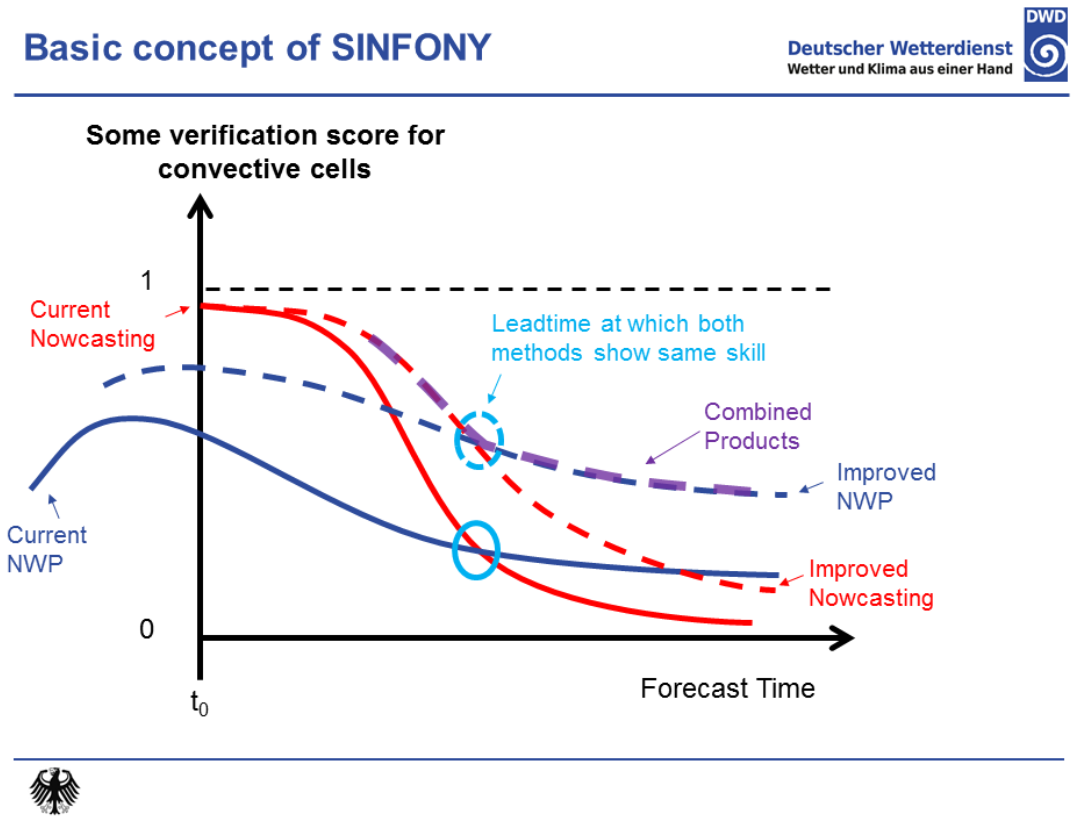 Basic concept of SINFONY
DWD
Deutscher Wetterdienst
Wetter und Klima aus einer Hand
Some verification score for
convective cells
1
Current
Nowcasting
Leadtime at which both
methods show same skill
Combined
Products
Improved
NWP
Current
NWP
Improved
Nowcasting
0
Forecast Time
t0